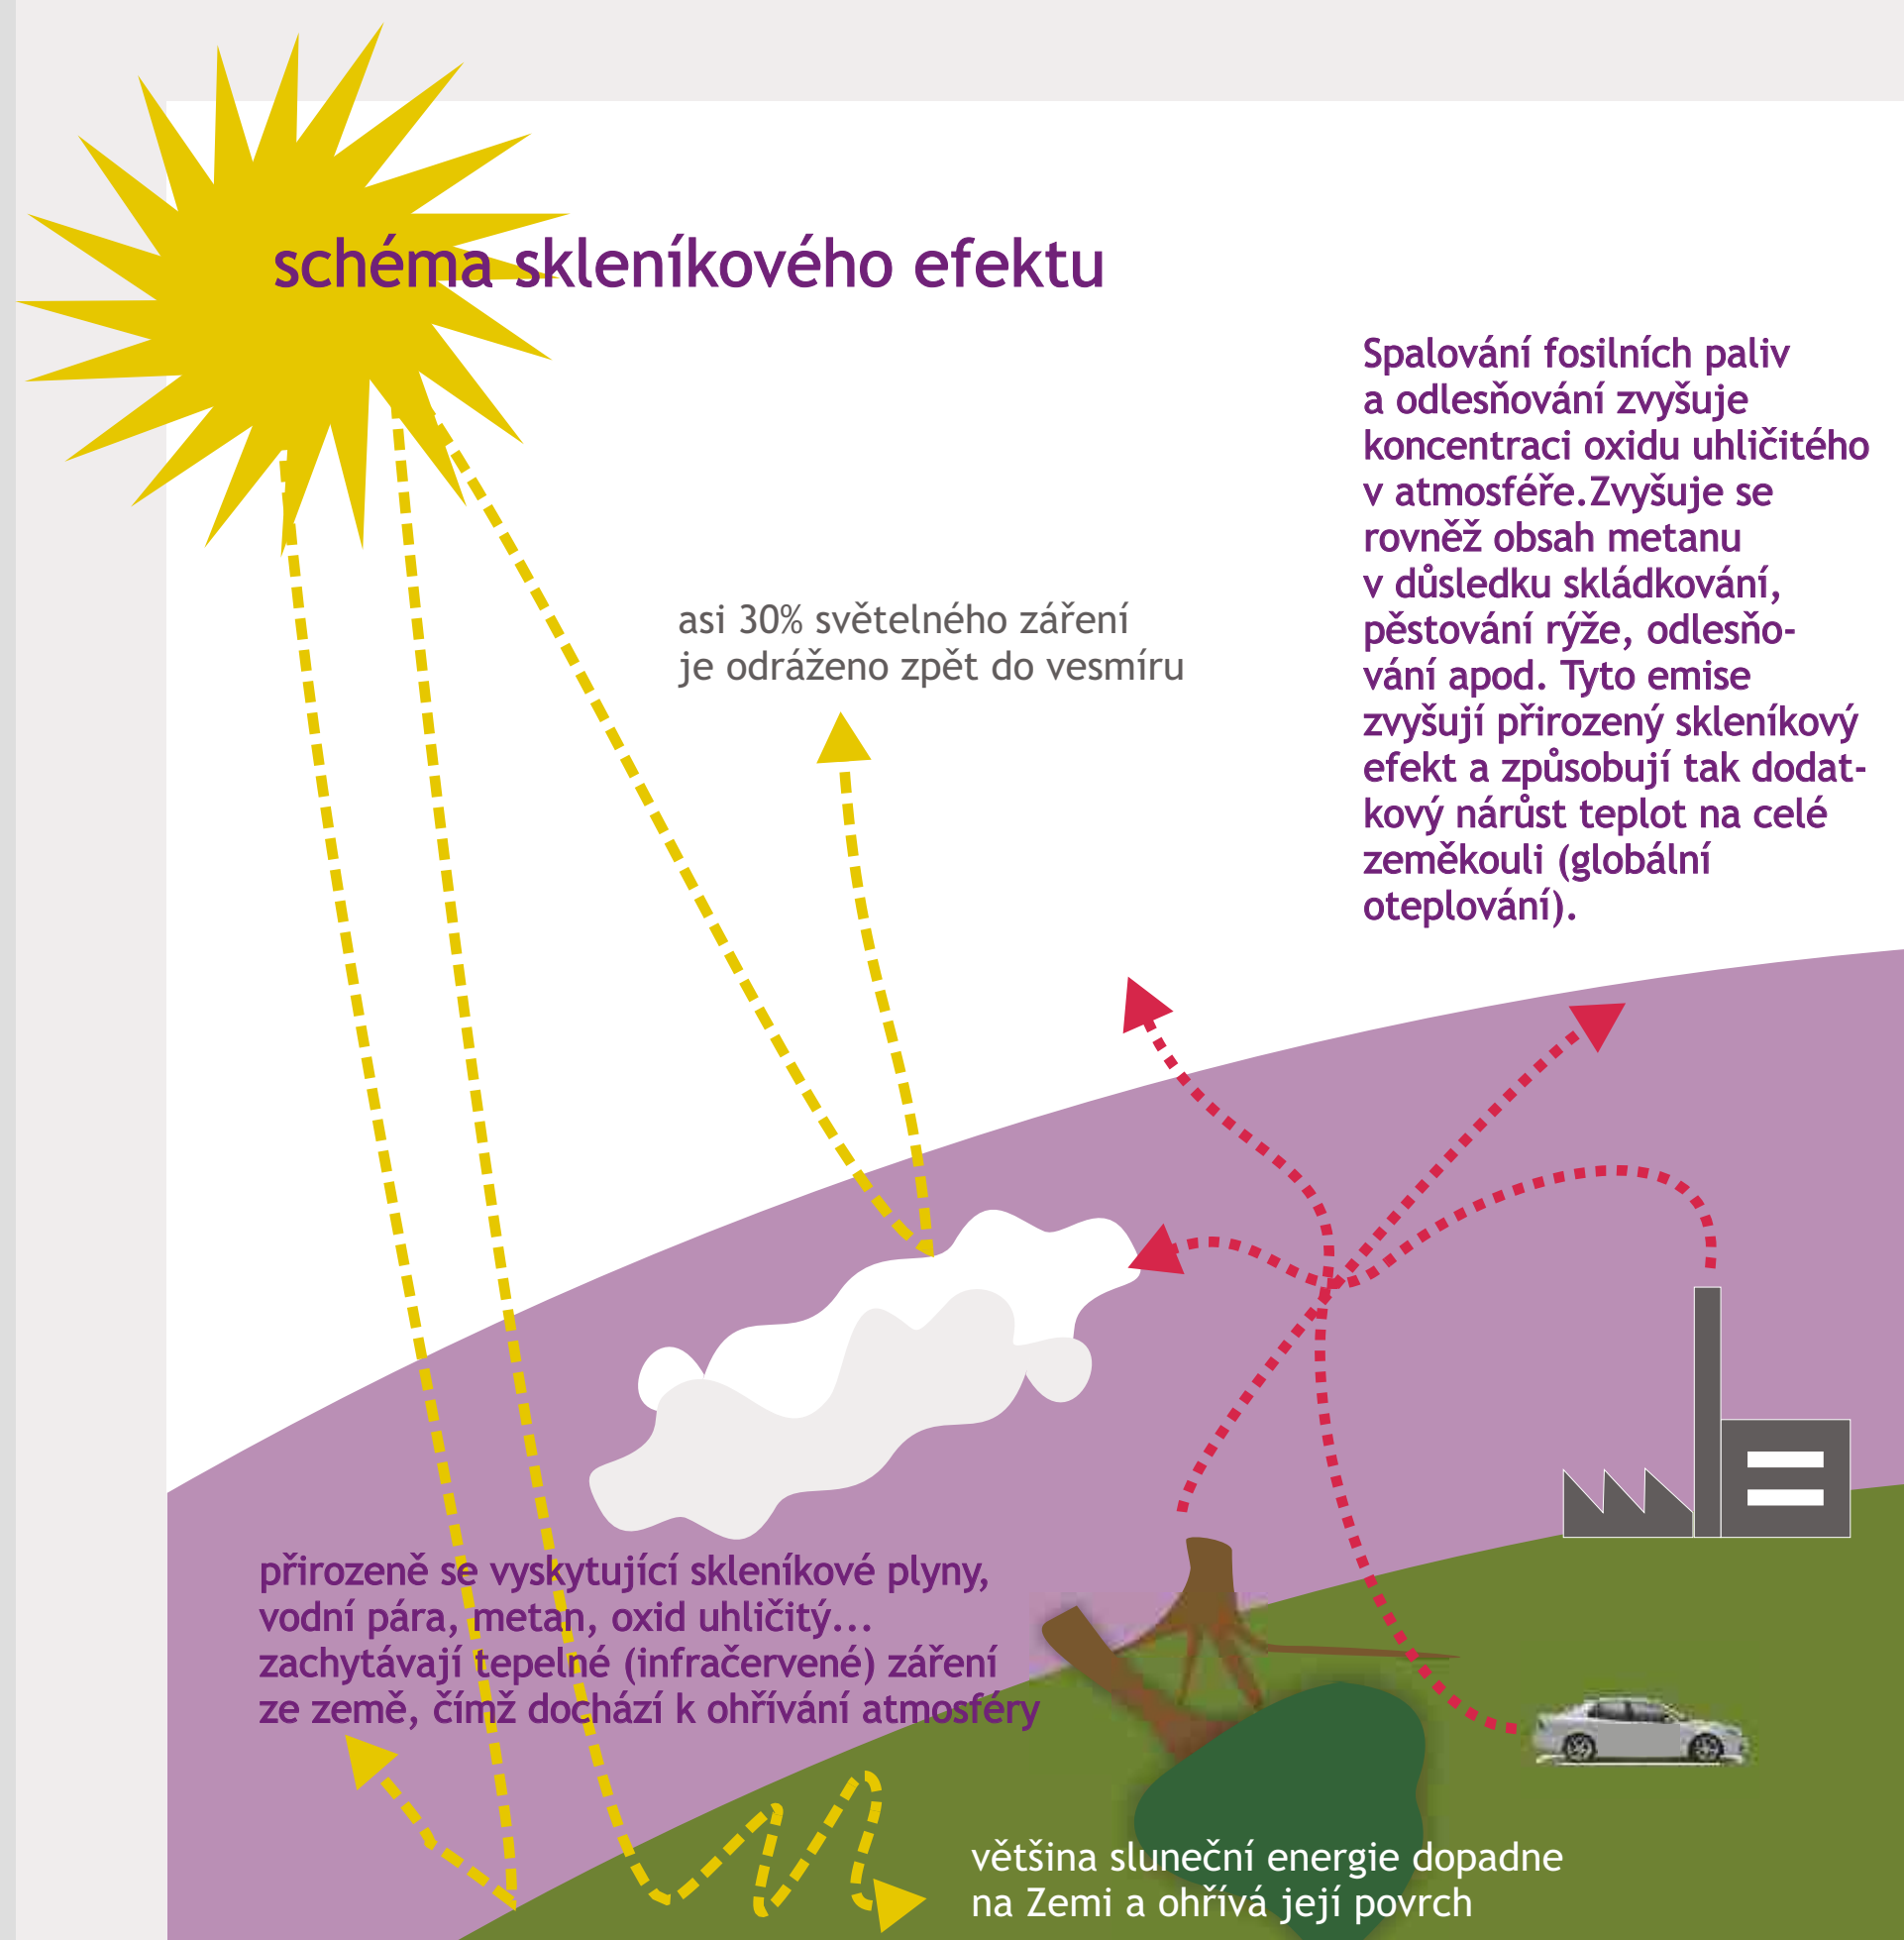 schéma skleníkového efektu
Spalování fosilních paliv
a odlesňování zvyšuje
koncentraci oxidu uhličitého
v atmosféře.Zvyšuje se
rovněž obsah metanu
v důsledku skládkování,
pěstování rýže, odlesňo-
vání apod. Tyto emise
zvyšují přirozený skleníkový
efekt a způsobují tak dodat-
kový nárůst teplot na celé
zeměkouli (globální
oteplování).
asi 30% světelného záření
je odráženo zpět do vesmíru
přirozeně se vyskytující skleníkové plyny,
vodní pára, metan, oxid uhličitý...
zachytávají tepelné (infračervené) záření
ze země, čímž dochází k ohřívání atmosféry
většina sluneční energie dopadne
na Zemi a ohřívá její povrch